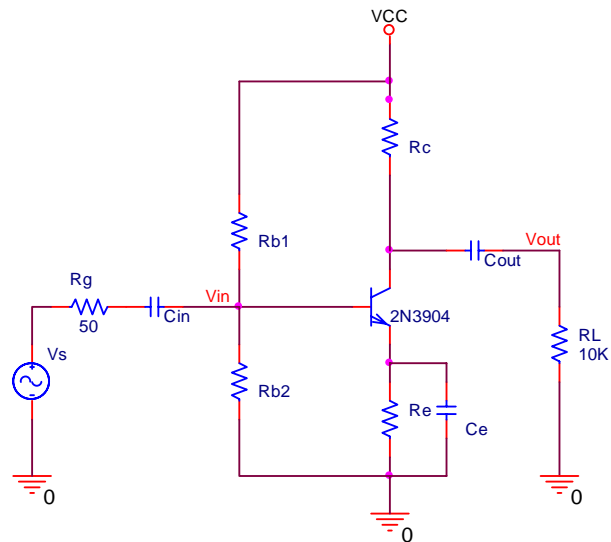 VCC
Rc
Rb1
Vout
Cout
Rg
Vin
Cin
50
2N3904
RL
10K
Vs
Rb2
Re
Ce
0
0
0